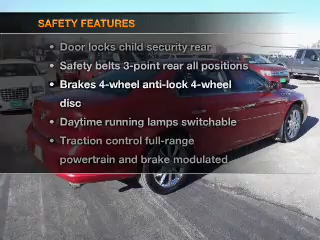 SAFETY FEATURES
• Door locks child security rear
• Safety belts 3-point rear all positions
• Brakes 4-wheel anti-lock 4-wheel
disc
• Daytime running lamps switchable
• Traction control full-range
powertrain and brake modulated